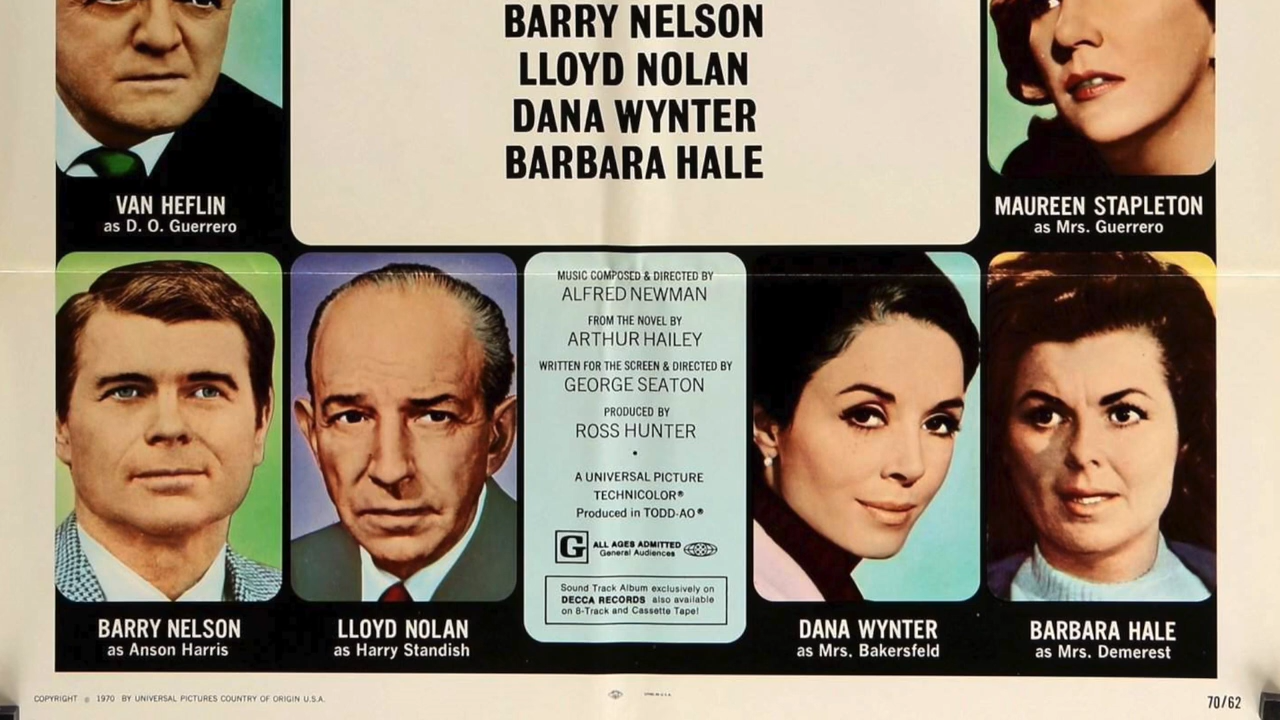 BARRY NELSON
LLOYD NOLAN
DANA WYNTER
BARBARA HALE
VAN HEFLIN
as D. O. Guerrero
MAUREEN STAPLETON
as Mrs. Guerrero
MUSIC COMPOSED & DIRECTED BY
ALFRED NEWMAN
FROM THE NOVEL BY
ARTHUR HAILEY
WRITTEN FOR THE SCREEN & DIRECTED BY
GEORGE SEATON
PRODUCED BY
ROSS HUNTER
•
A UNIVERSAL PICTURE
TECHNICOLOR®
Produced in TODD-AO®
G ALL AGES ADMITTED
General Audiences
Sound Track Album exclusively on
DECCA RECORDS also available
on 8-Track and Cassette Tape!
BARRY NELSON
as Anson Harris
LLOYD NOLAN
as Harry Standish
DANA WYNTER
as Mrs. Bakersfeld
BARBARA HALE
as Mrs. Demerest
COPYRIGHT © 1970 BY UNIVERSAL PICTURES COUNTRY OF ORIGIN U.S.A.
70/62